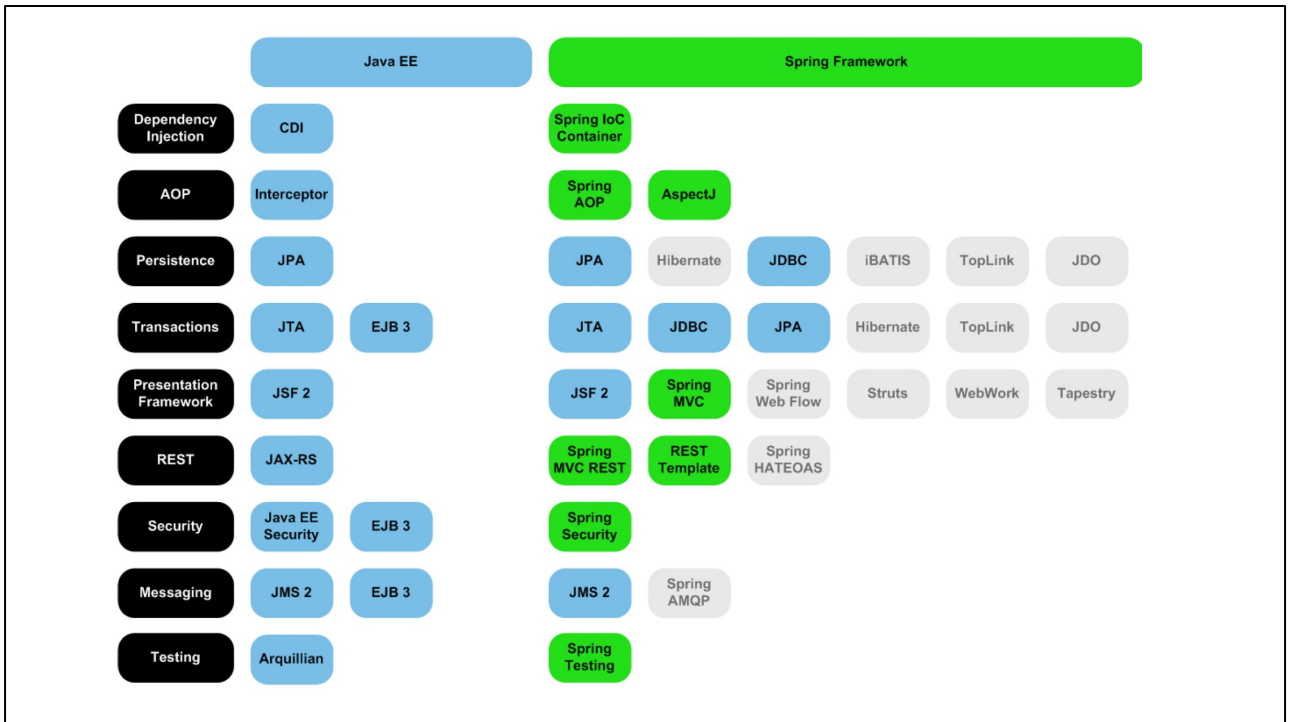 Java EE
Spring Framework
Dependency
Injection
CDI
Spring IoC
Container
AOP
Interceptor
Spring
AOP
AspectJ
Persistence
JPA
JPA
Hibernate
JDBC
iBATIS
TopLink
JDO
Transactions
JTA
EJB 3
JTA
JDBC
JPA
Hibernate
TopLink
JDO
Presentation
Framework
JSF 2
JSF 2
Spring
MVC
Spring
Web Flow
Struts
WebWork
Tapestry
REST
JAX-RS
Spring
MVC REST
REST
Template
Spring
HATEOAS
Security
Java EE
Security
EJB 3
Spring
Security
Messaging
JMS 2
EJB 3
JMS 2
Spring
AMQP
Testing
Arquillian
Spring
Testing